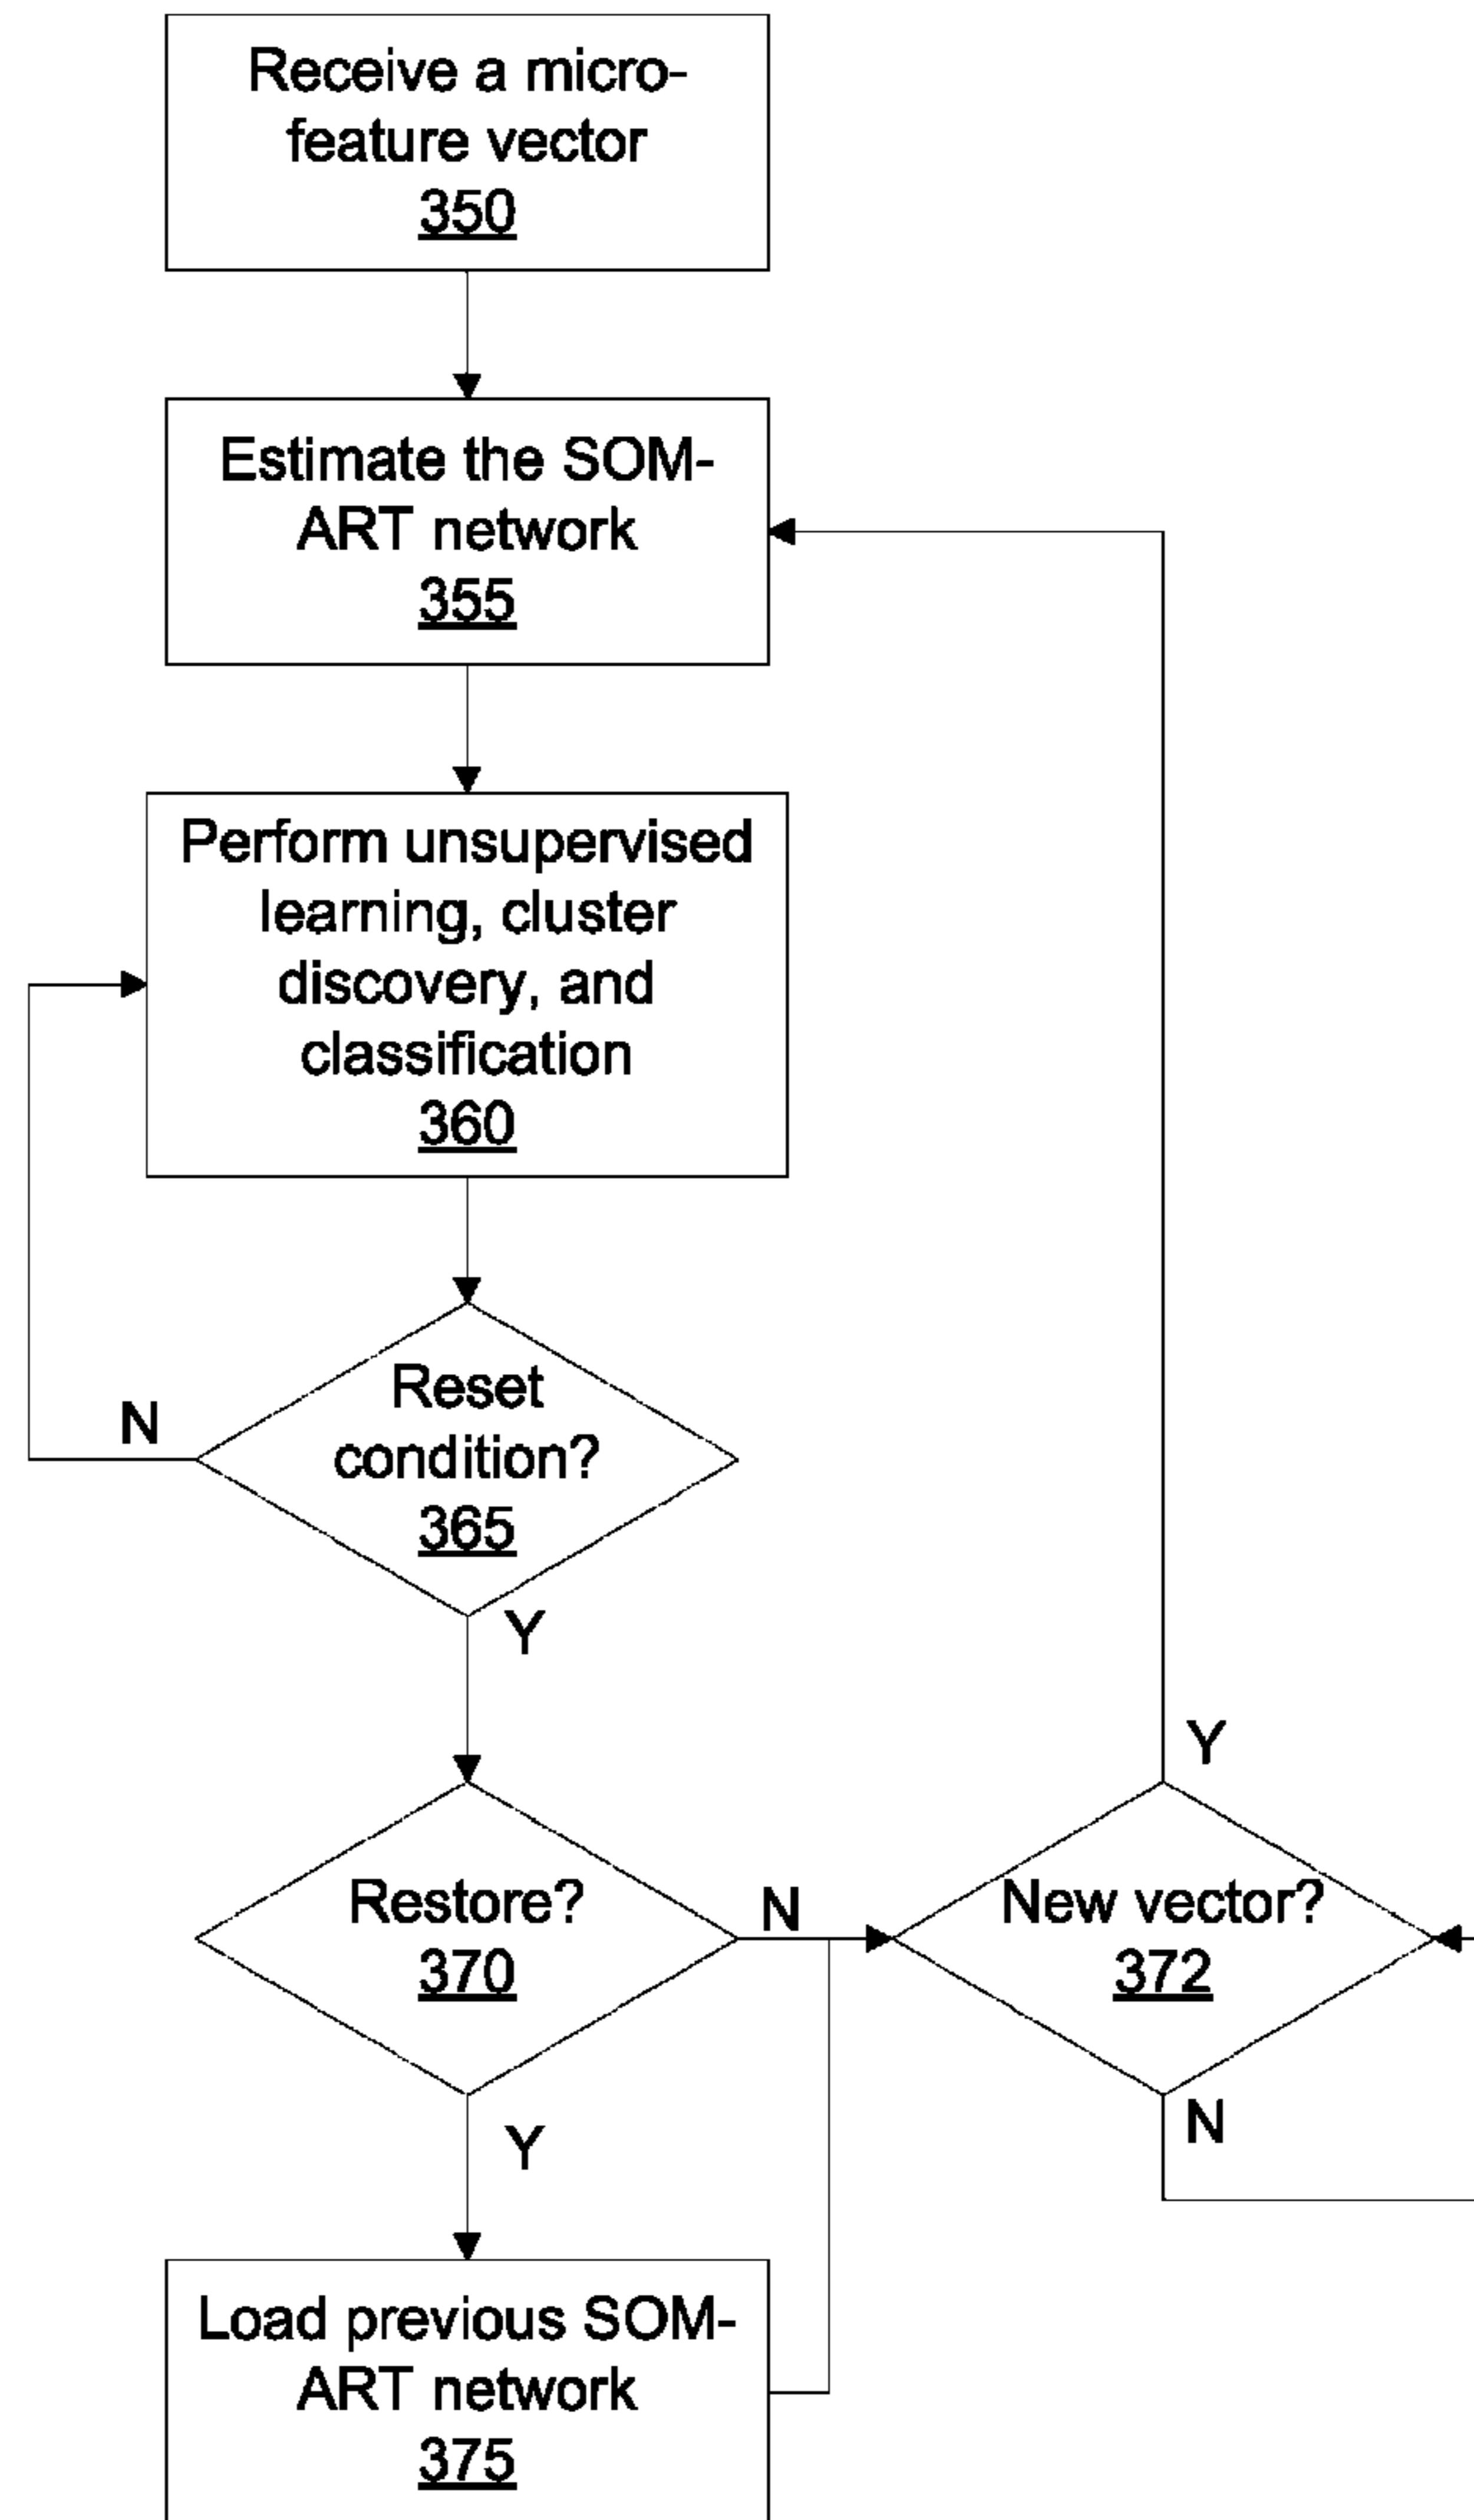 Receive a micro-
feature vector
350
Estimate the SOM-
ART network
355
Perform unsupervised
learning, cluster
discovery, and
classification
360
Reset
condition?
365
N
Y
Restore?
370
N
Y
New vector?
372
Y
N
Load previous SOM-
ART network
375